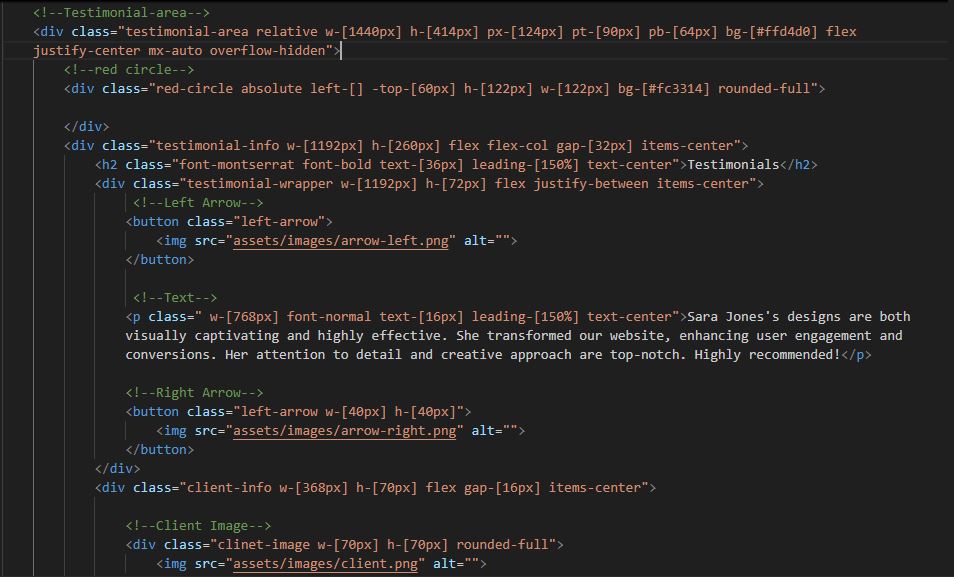 <!--Testimonial-area-->
<div class="testimonial-area relative w-[1440px] h-[414px] px-[124px] pt-[90px] pb-[64px] bg-[#ffd4d0] flex
justify-center mx-auto overflow-hidden">
<!--red circle-->
<div class="red-circle absolute left-[] -top-[60px] h-[122px] w-[122px] bg-[#fc3314] rounded-full">
</div>
<div class="testimonial-info w-[1192px] h-[260px] flex flex-col gap-[32px] items-center">
<h2 class="font-montserrat font-bold text-[36px] leading-[150%] text-center">Testimonials</h2>
<div class="testimonial-wrapper w-[1192px] h-[72px] flex justify-between items-center">
<!--Left Arrow-->
<button class="left-arrow">
<img src="assets/images/arrow-left.png" alt="">
</button>
<!--Text-->
<p class=" w-[768px] font-normal text-[16px] leading-[150%] text-center">Sara Jones's designs are both
visually captivating and highly effective. She transformed our website, enhancing user engagement and
conversions. Her attention to detail and creative approach are top-notch. Highly recommended!</p>
<!--Right Arrow-->
<button class="left-arrow w-[40px] h-[40px]">
<img src="assets/images/arrow-right.png" alt="">
</button>
</div>
<div class="client-info w-[368px] h-[70px] flex gap-[16px] items-center">
<!--Client Image-->
<div class="clinet-image w-[70px] h-[70px] rounded-full">
<img src="assets/images/client.png" alt="">